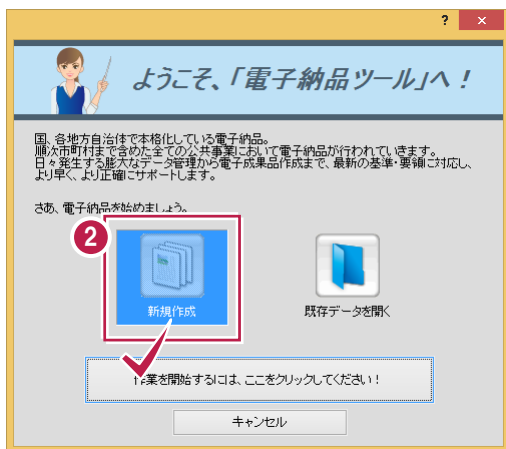 ?
ようこそ、「電子納品ツール」へ!
国、各地方自治体で本格化している電子納品。
順次市町村まで含めた全ての公共事業において電子納品が行われていきます。
日々発生する膨大なデータ管理から電子成果品作成まで、最新の基準・要領に対応し、
より早く、より正確にサポートします。
さあ、電子納品を始めましょう。
2
新規作成
既存データを開く
作業を開始するには、ここをクリックしてください!
キャンセル